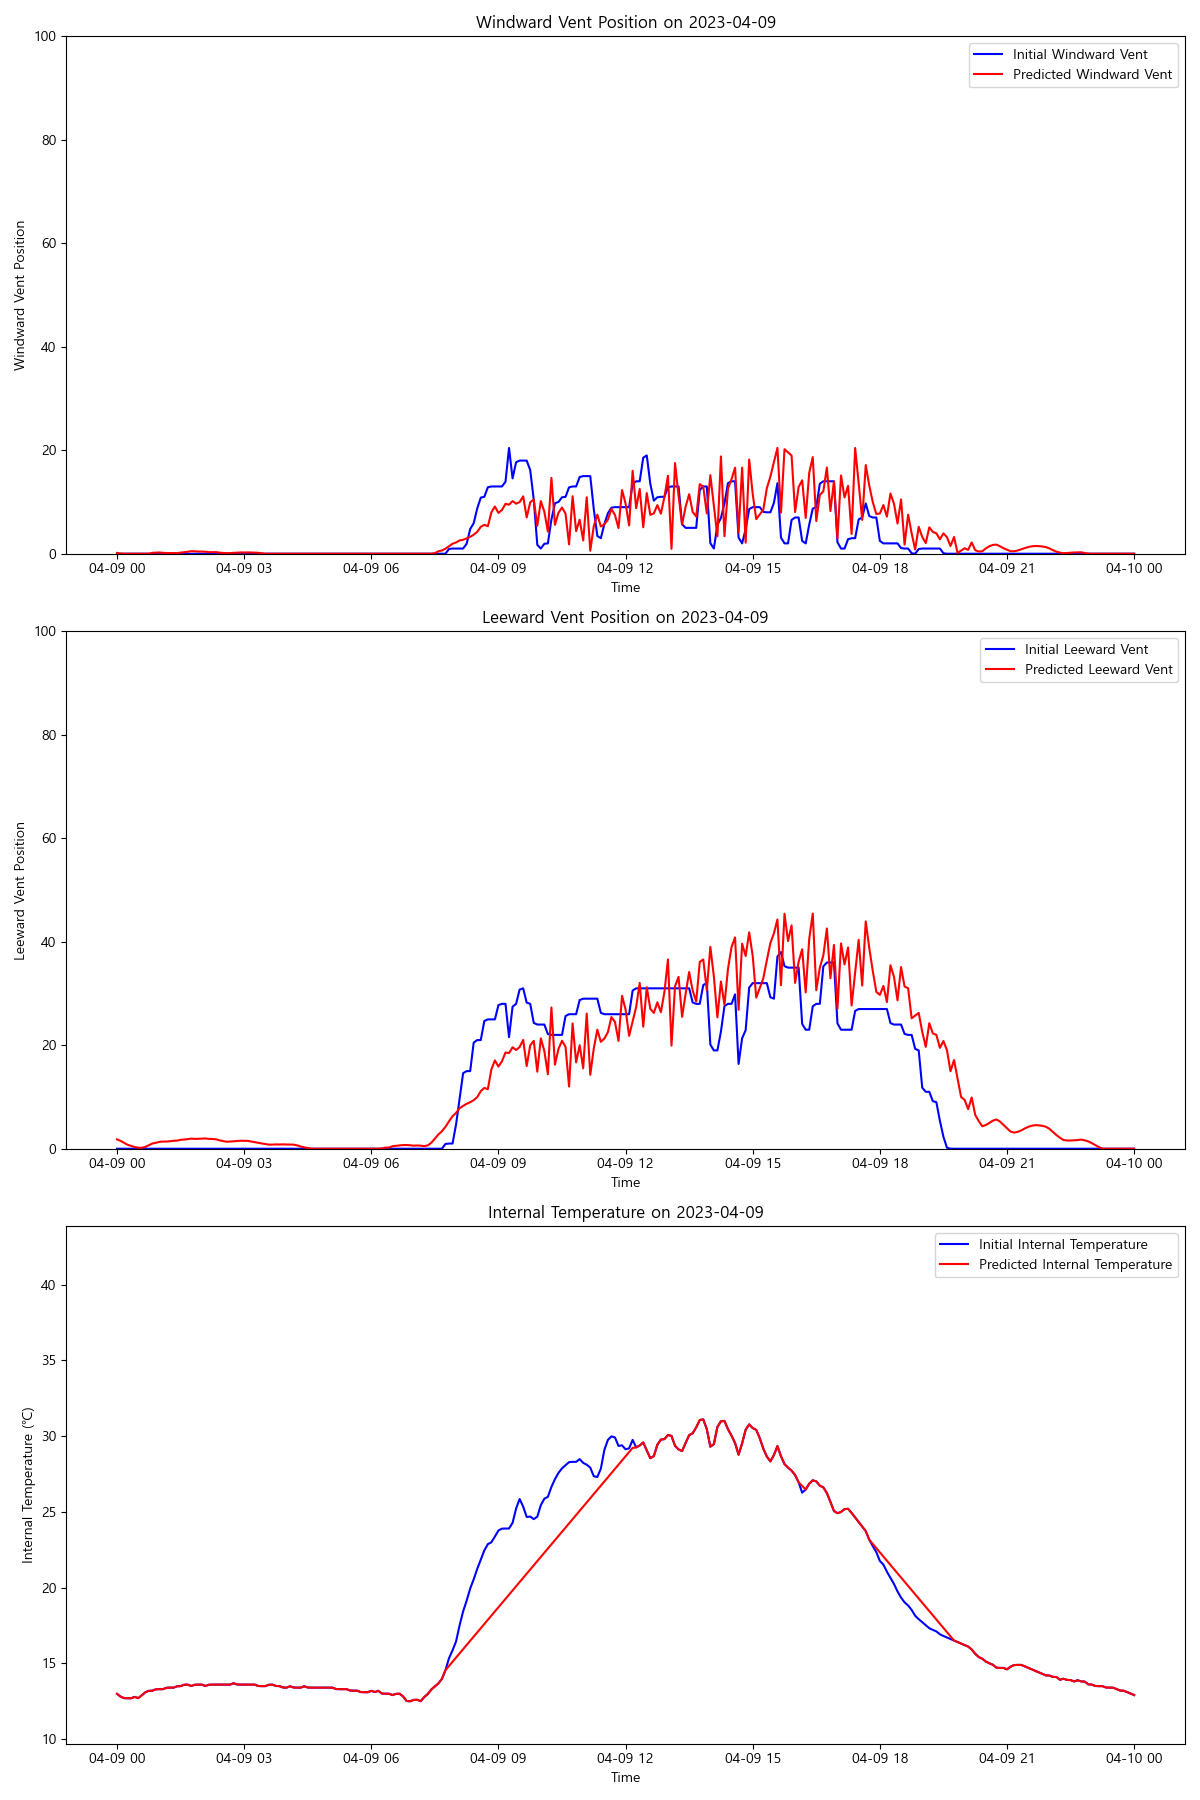 Windward Vent Position on 2023-04-09
100
80
60
40
20
0
Windward Vent Position
Initial Windward Vent
Predicted Windward Vent
04-09 00 04-09 03 04-09 06 04-09 09 04-09 12 04-09 15 04-09 18 04-09 21 04-10 00
Time
Leeward Vent Position on 2023-04-09
100
80
60
40
20
0
Leeward Vent Position
Initial Leeward Vent
Predicted Leeward Vent
04-09 00 04-09 03 04-09 06 04-09 09 04-09 12 04-09 15 04-09 18 04-09 21 04-10 00
Time
Internal Temperature on 2023-04-09
40
35
30
25
20
15
10
Internal Temperature (℃)
Initial Internal Temperature
Predicted Internal Temperature
04-09 00 04-09 03 04-09 06 04-09 09 04-09 12 04-09 15 04-09 18 04-09 21 04-10 00
Time